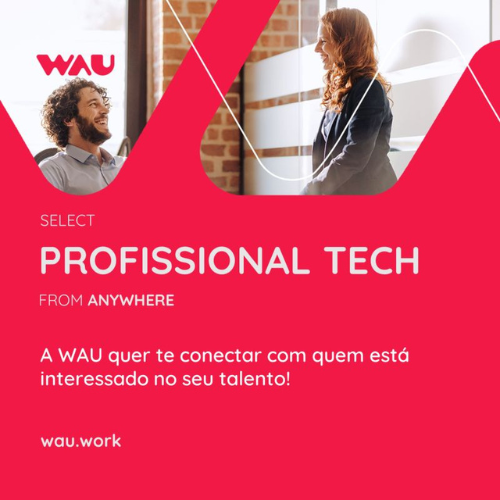 WAU
SELECT
PROFISSIONAL TECH
FROM ANYWHERE
A WAU quer te conectar com quem está
interessado no seu talento!
wau.work